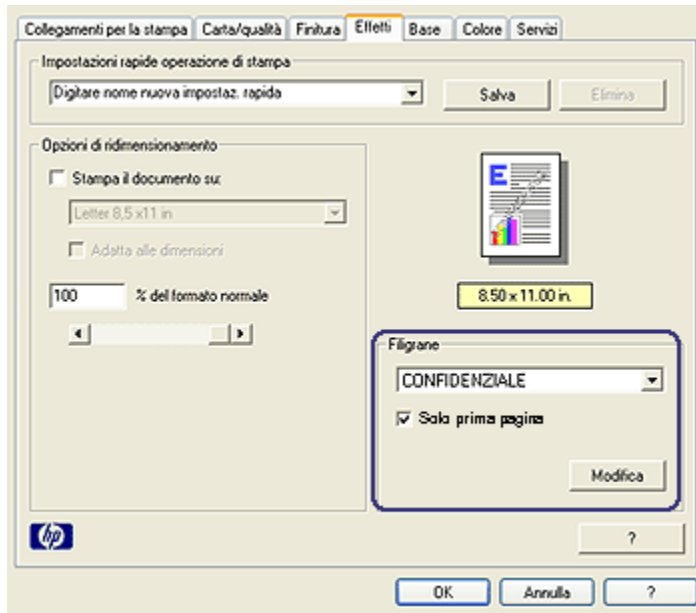 Collegamenti per la stampa Carta/qualità Finitura Effetti Base Colore Servizi
Impostazioni rapide operazione di stampa
Digitare nome nuova impostaz. rapida Salva Elimina
Opzioni di ridimensionamento
Stampa il documento su:
Letter 8,5 x11 in
Adatta alle dimensioni
100 % del formato normale
E
8.50 x 11.00 in.
Filigrane
CONFIDENZIALE
Solo prima pagina
Modifica
hp
?
OK Annulla ?